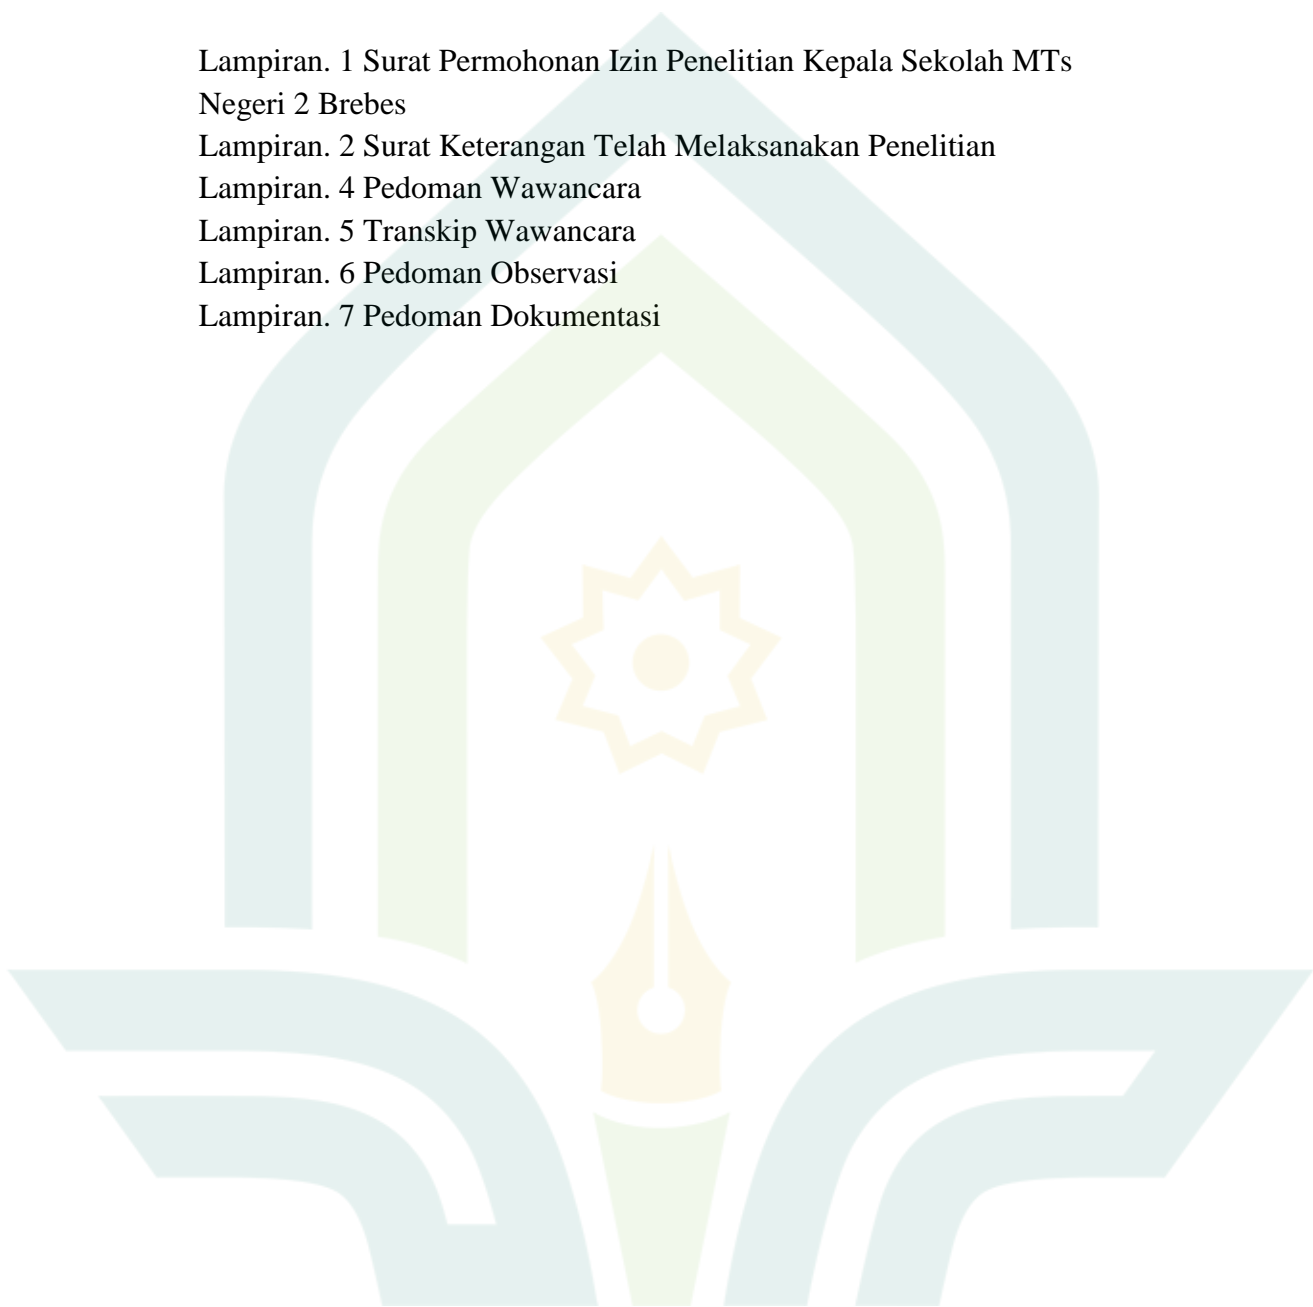 Lampiran. 1 Surat Permohonan Izin Penelitian Kepala Sekolah MTs
Negeri 2 Brebes
Lampiran. 2 Surat Keterangan Telah Melaksanakan Penelitian
Lampiran. 4 Pedoman Wawancara
Lampiran. 5 Transkip Wawancara
Lampiran. 6 Pedoman Observasi
Lampiran. 7 Pedoman Dokumentasi